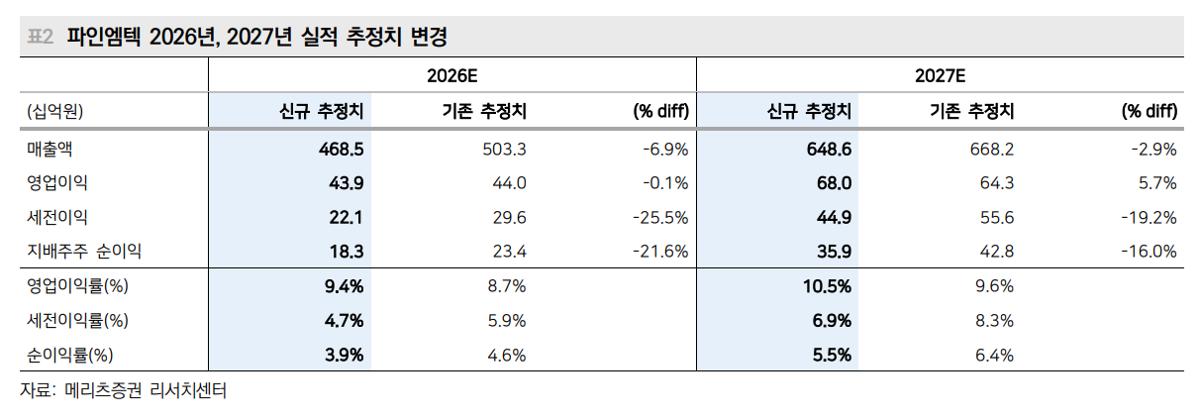 표2 파인엠텍 2026년, 2027년 실적 추정치 변경
2026E 2027E
(십억원) 신규 추정치 기존 추정치 (% diff) 신규 추정치 기존 추정치 (% diff)
매출액 468.5 503.3 -6.9% 648.6 668.2 -2.9%
영업이익 43.9 44.0 -0.1% 68.0 64.3 5.7%
세전이익 22.1 29.6 -25.5% 44.9 55.6 -19.2%
지배주주 순이익 18.3 23.4 -21.6% 35.9 42.8 -16.0%
영업이익률(%) 9.4% 8.7% 10.5% 9.6%
세전이익률(%) 4.7% 5.9% 6.9% 8.3%
순이익률(%) 3.9% 4.6% 5.5% 6.4%
자료: 메리츠증권 리서치센터